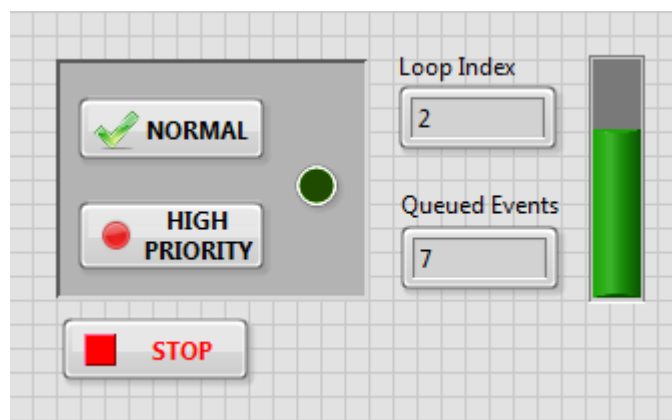 NORMAL
HIGH
PRIORITY
STOP
Loop Index
2
Queued Events
7